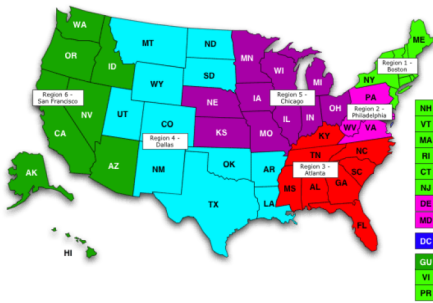 WA
ME
MT
ND
OR
MN
ID
Region 1 -
Boston
SD
WI
NY
WY
MI
Region 6 -
San Francisco
NE
IA
Region 5 -
Chicago
PA
NH
OH
Region 2 -
Philadelphia
NV
UT
IL
IN
VT
CO
WV
VA
CA
KS
MO
MA
Region 4 -
Dallas
KY
RI
TN
NC
AZ
NM
OK
AR
Region 3 -
Atlanta
CT
SC
AK
MS
AL
GA
NJ
TX
LA
DE
FL
MD
DC
HI
GU
VI
PR